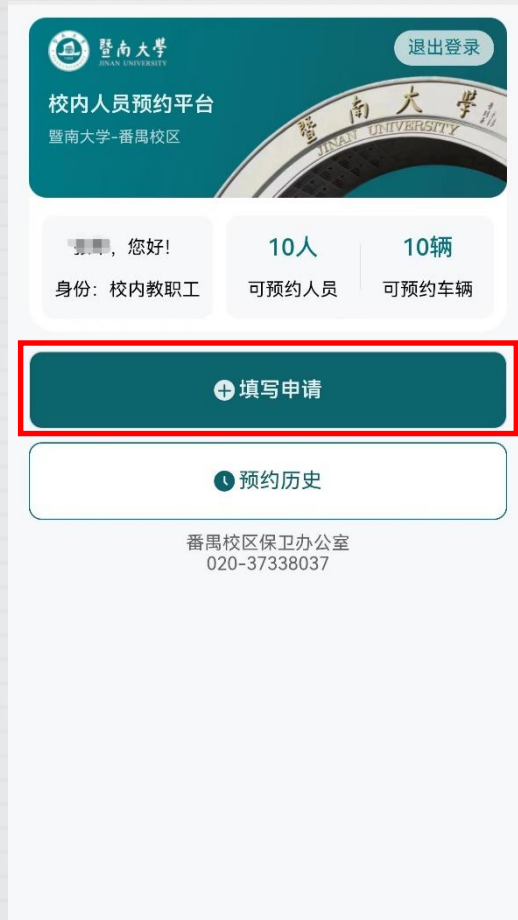 暨南大學
JINAN UNIVERSITY
退出登录
校内人员预约平台
暨南大学-番禺校区
暨南大學
JINAN UNIVERSITY
，您好！
身份：校内教职工
10人
可预约人员
10辆
可预约车辆
填写申请
预约历史
番禺校区保卫办公室
020-37338037